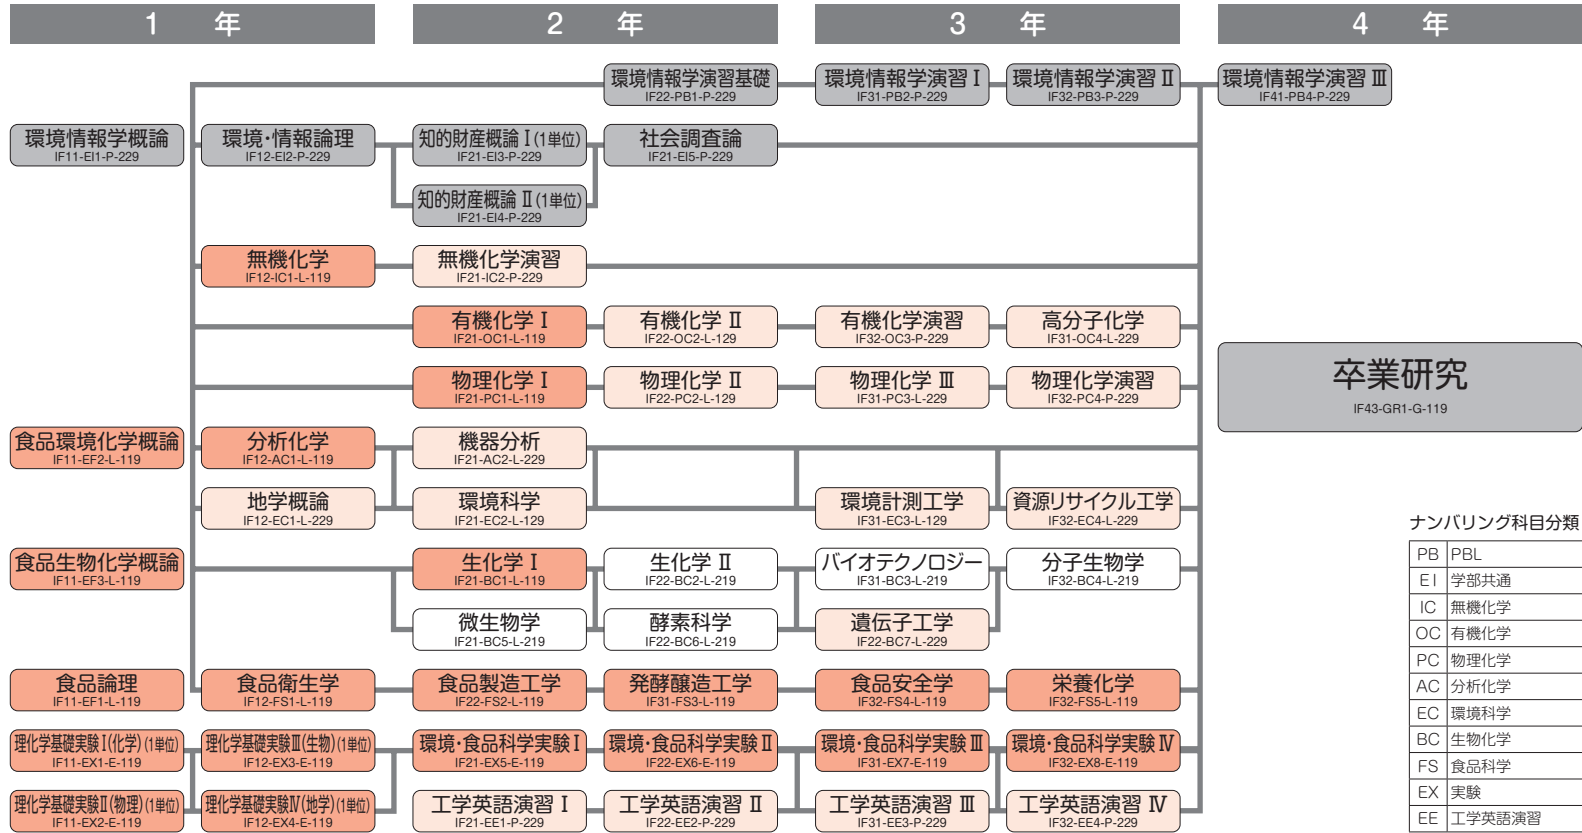 1　年
2　年
3　年
4　年
環境情報学演習基礎
IF22-PB1-P-229
環境情報学演習 Ⅰ
IF31-PB2-P-229
環境情報学演習 Ⅱ
IF32-PB3-P-229
環境情報学演習 Ⅲ
IF41-PB4-P-229
環境情報学概論
IF11-EI1-P-229
環境・情報論理
IF12-EI2-P-229
知的財産概論 Ⅰ(1単位)
IF21-EI3-P-229
社会調査論
IF21-EI5-P-229
知的財産概論 Ⅱ(1単位)
IF21-EI4-P-229
無機化学
IF12-IC1-L-119
無機化学演習
IF21-IC2-P-229
有機化学 Ⅰ
IF21-OC1-L-119
有機化学 Ⅱ
IF22-OC2-L-129
有機化学演習
IF32-OC3-P-229
高分子化学
IF31-OC4-L-229
物理化学 Ⅰ
IF21-PC1-L-119
物理化学 Ⅱ
IF22-PC2-L-129
物理化学 Ⅲ
IF31-PC3-L-229
物理化学演習
IF32-PC4-P-229
卒業研究
IF43-GR1-G-119
食品環境化学概論
IF11-EF2-L-119
分析化学
IF12-AC1-L-119
機器分析
IF21-AC2-L-229
地学概論
IF12-EC1-L-229
環境科学
IF21-EC2-L-129
環境計測工学
IF31-EC3-L-129
資源リサイクル工学
IF32-EC4-L-229
食品生物化学概論
IF11-EF3-L-119
生化学 Ⅰ
IF21-BC1-L-119
生化学 Ⅱ
IF22-BC2-L-219
バイオテクノロジー
IF31-BC3-L-219
分子生物学
IF32-BC4-L-219
微生物学
IF21-BC5-L-219
酵素科学
IF22-BC6-L-219
遺伝子工学
IF22-BC7-L-229
食品論理
IF11-EF1-L-119
食品衛生学
IF12-FS1-L-119
食品製造工学
IF22-FS2-L-119
発酵醸造工学
IF31-FS3-L-119
食品安全学
IF32-FS4-L-119
栄養化学
IF32-FS5-L-119
理化学基礎実験Ⅰ(化学)(1単位)
IF11-EX1-E-119
理化学基礎実験Ⅲ(生物)(1単位)
IF12-EX3-E-119
環境・食品科学実験Ⅰ
IF21-EX5-E-119
環境・食品科学実験Ⅱ
IF22-EX6-E-119
環境・食品科学実験Ⅲ
IF31-EX7-E-119
環境・食品科学実験Ⅳ
IF32-EX8-E-119
理化学基礎実験Ⅱ(物理)(1単位)
IF11-EX2-E-119
理化学基礎実験Ⅳ(地学)(1単位)
IF12-EX4-E-119
工学英語演習 Ⅰ
IF21-EE1-P-229
工学英語演習 Ⅱ
IF22-EE2-P-229
工学英語演習 Ⅲ
IF31-EE3-P-229
工学英語演習 Ⅳ
IF32-EE4-P-229
ナンバリング科目分類
PB PBL
EI 学部共通
IC 無機化学
OC 有機化学
PC 物理化学
AC 分析化学
EC 環境科学
BC 生物化学
FS 食品科学
EX 実験
EE 工学英語演習